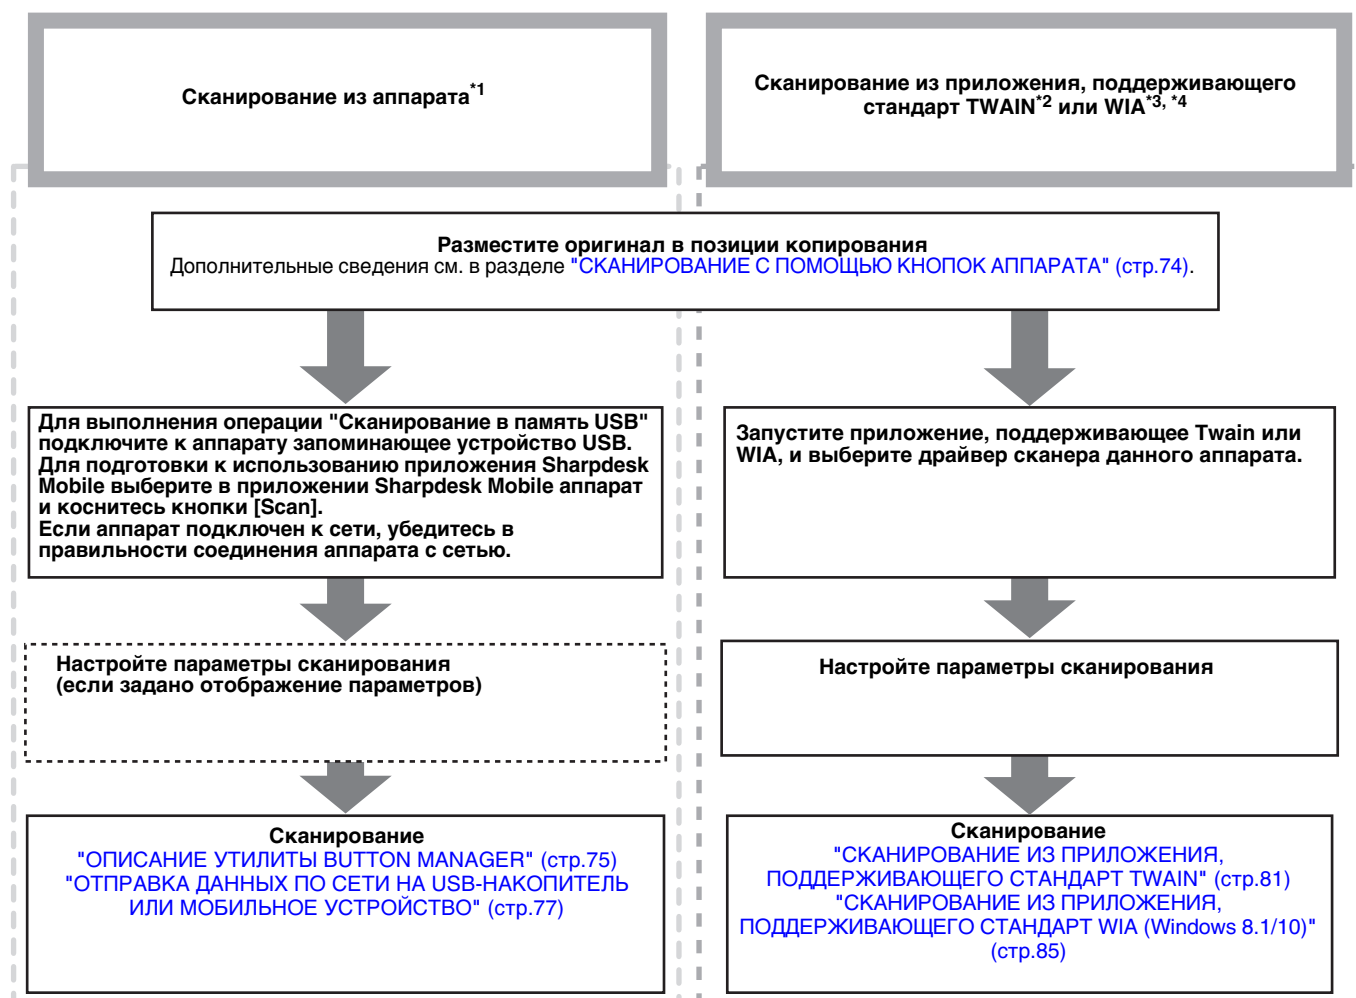 Сканирование из аппарата*1
Сканирование из приложения, поддерживающего
стандарт TWAIN*2 или WIA*3, *4
Разместите оригинал в позиции копирования
Дополнительные сведения см. в разделе "СКАНИРОВАНИЕ С ПОМОЩЬЮ КНОПОК АППАРАТА" (стр.74).
Для выполнения операции "Сканирование в память USB"
подключите к аппарату запоминающее устройство USB.
Для подготовки к использованию приложения Sharpdesk
Mobile выберите в приложении Sharpdesk Mobile аппарат
и коснитесь кнопки [Scan].
Если аппарат подключен к сети, убедитесь в
правильности соединения аппарата с сетью.
Запустите приложение, поддерживающее Twain или
WIA, и выберите драйвер сканера данного аппарата.
Настройте параметры сканирования
(если задано отображение параметров)
Настройте параметры сканирования
Сканирование
"ОПИСАНИЕ УТИЛИТЫ BUTTON MANAGER" (стр.75)
"ОТПРАВКА ДАННЫХ ПО СЕТИ НА USB-НАКОПИТЕЛЬ
ИЛИ МОБИЛЬНОЕ УСТРОЙСТВО" (стр.77)
Сканирование
"СКАНИРОВАНИЕ ИЗ ПРИЛОЖЕНИЯ,
ПОДДЕРЖИВАЮЩЕГО СТАНДАРТ TWAIN" (стр.81)
"СКАНИРОВАНИЕ ИЗ ПРИЛОЖЕНИЯ,
ПОДДЕРЖИВАЮЩЕГО СТАНДАРТ WIA (Windows 8.1/10)"
(стр.85)